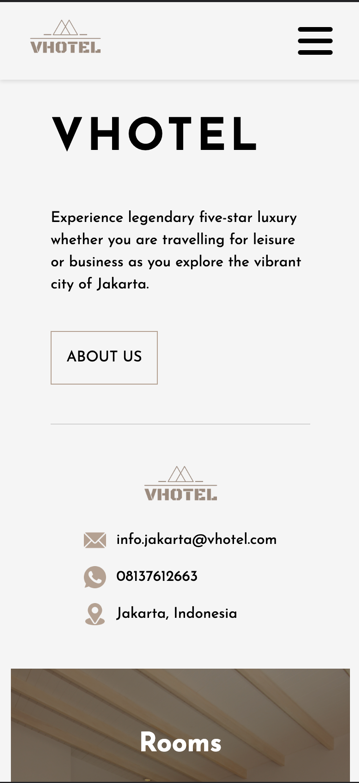 VHOTEL
VHOTEL
Experience legendary five-star luxury
whether you are travelling for leisure
or business as you explore the vibrant
city of Jakarta.
ABOUT US
VHOTEL
info.jakarta@vhotel.com
08137612663
Jakarta, Indonesia
Rooms